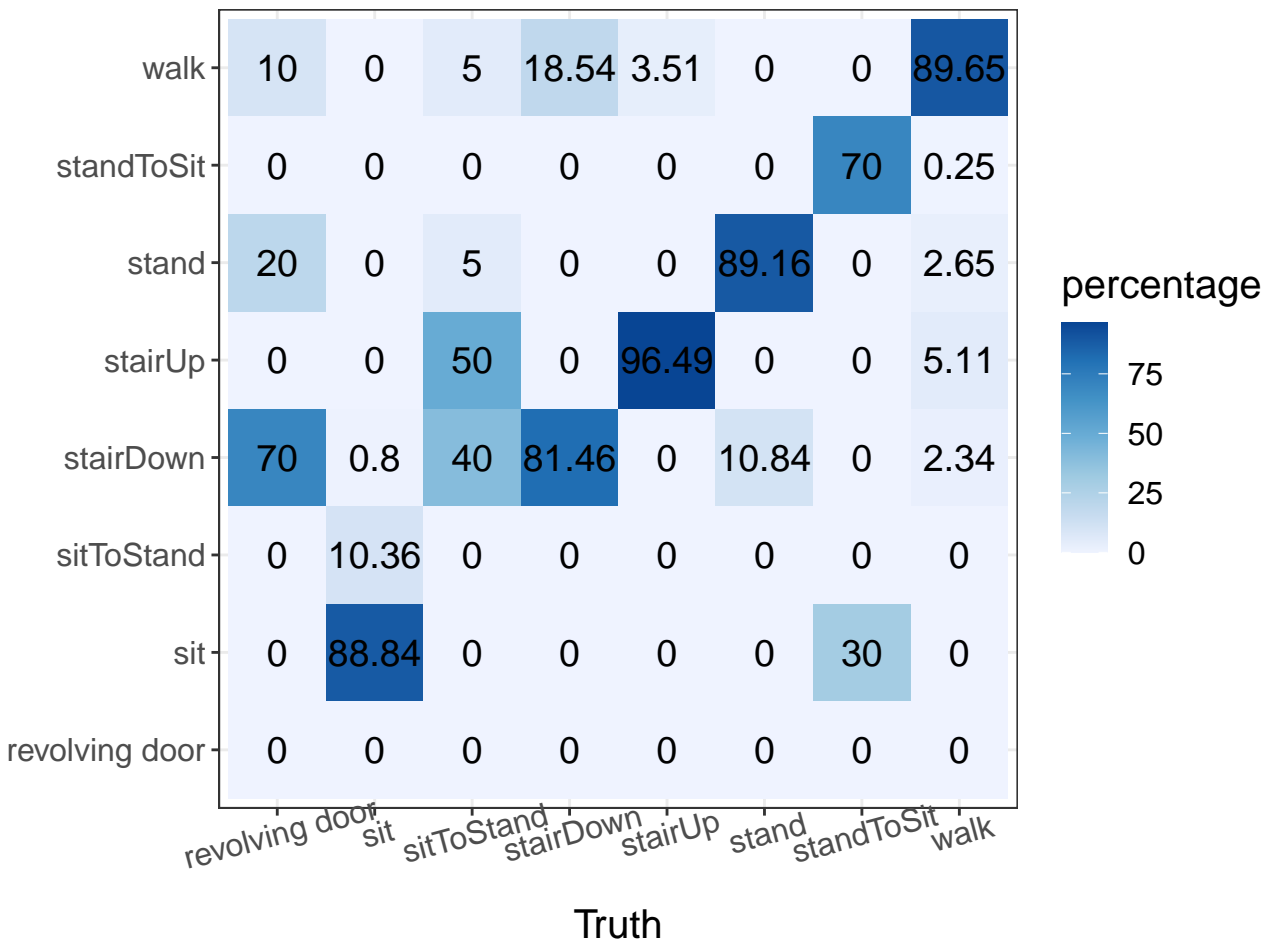 walk 10 0 5 18.54 3.51 0 0 89.65
standToSit 0 0 0 0 0 0 70 0.25
stand 20 0 5 0 0 89.16 0 2.65
stairUp 0 0 50 0 96.49 0 0 5.11
stairDown 70 0.8 40 81.46 0 10.84 0 2.34
sitToStand 0 10.36 0 0 0 0 0 0
sit 0 88.84 0 0 0 0 30 0
revolving door 0 0 0 0 0 0 0 0
revolving door sit sitToStand stairDown stairUp stand standToSit walk
Truth
percentage
75
50
25
0